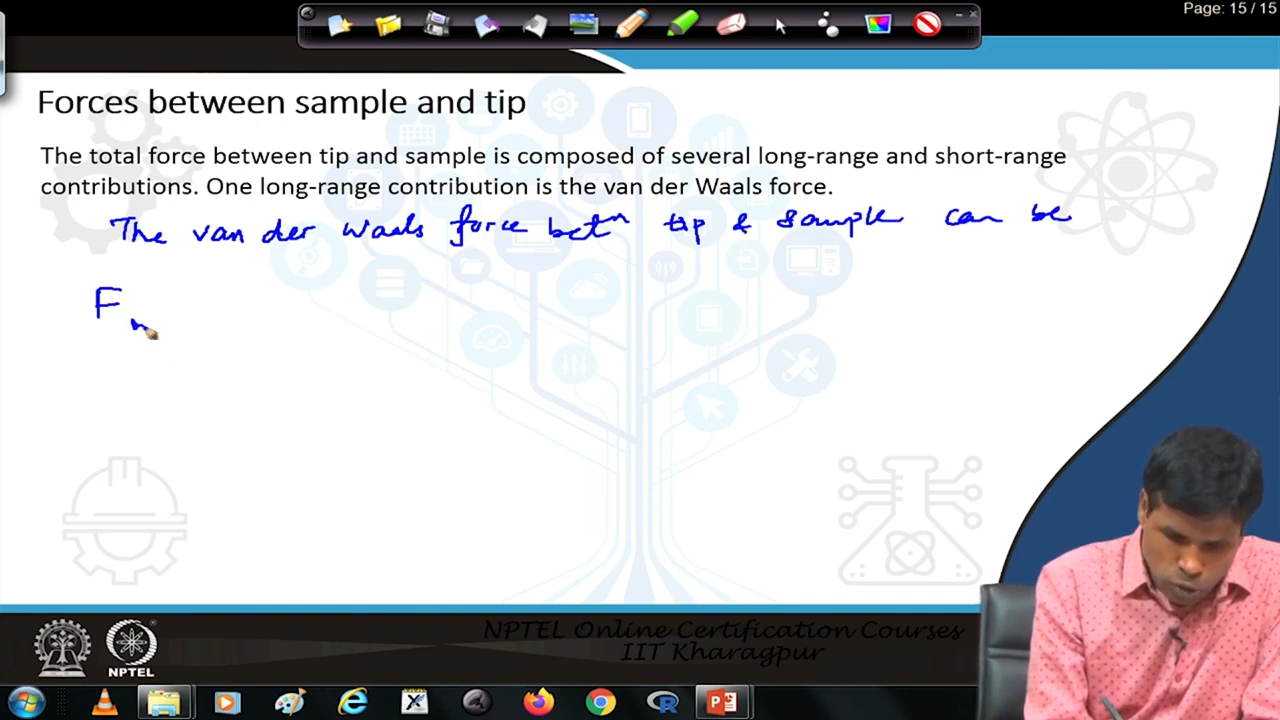 Page: 15 / 15
Forces between sample and tip
The total force between tip and sample is composed of several long-range and short-range
contributions. One long-range contribution is the van der Waals force.
The van der Waals force betn tip & sample can be
F
NPTEL Online Certification Courses
IIT Kharagpur
NPTEL